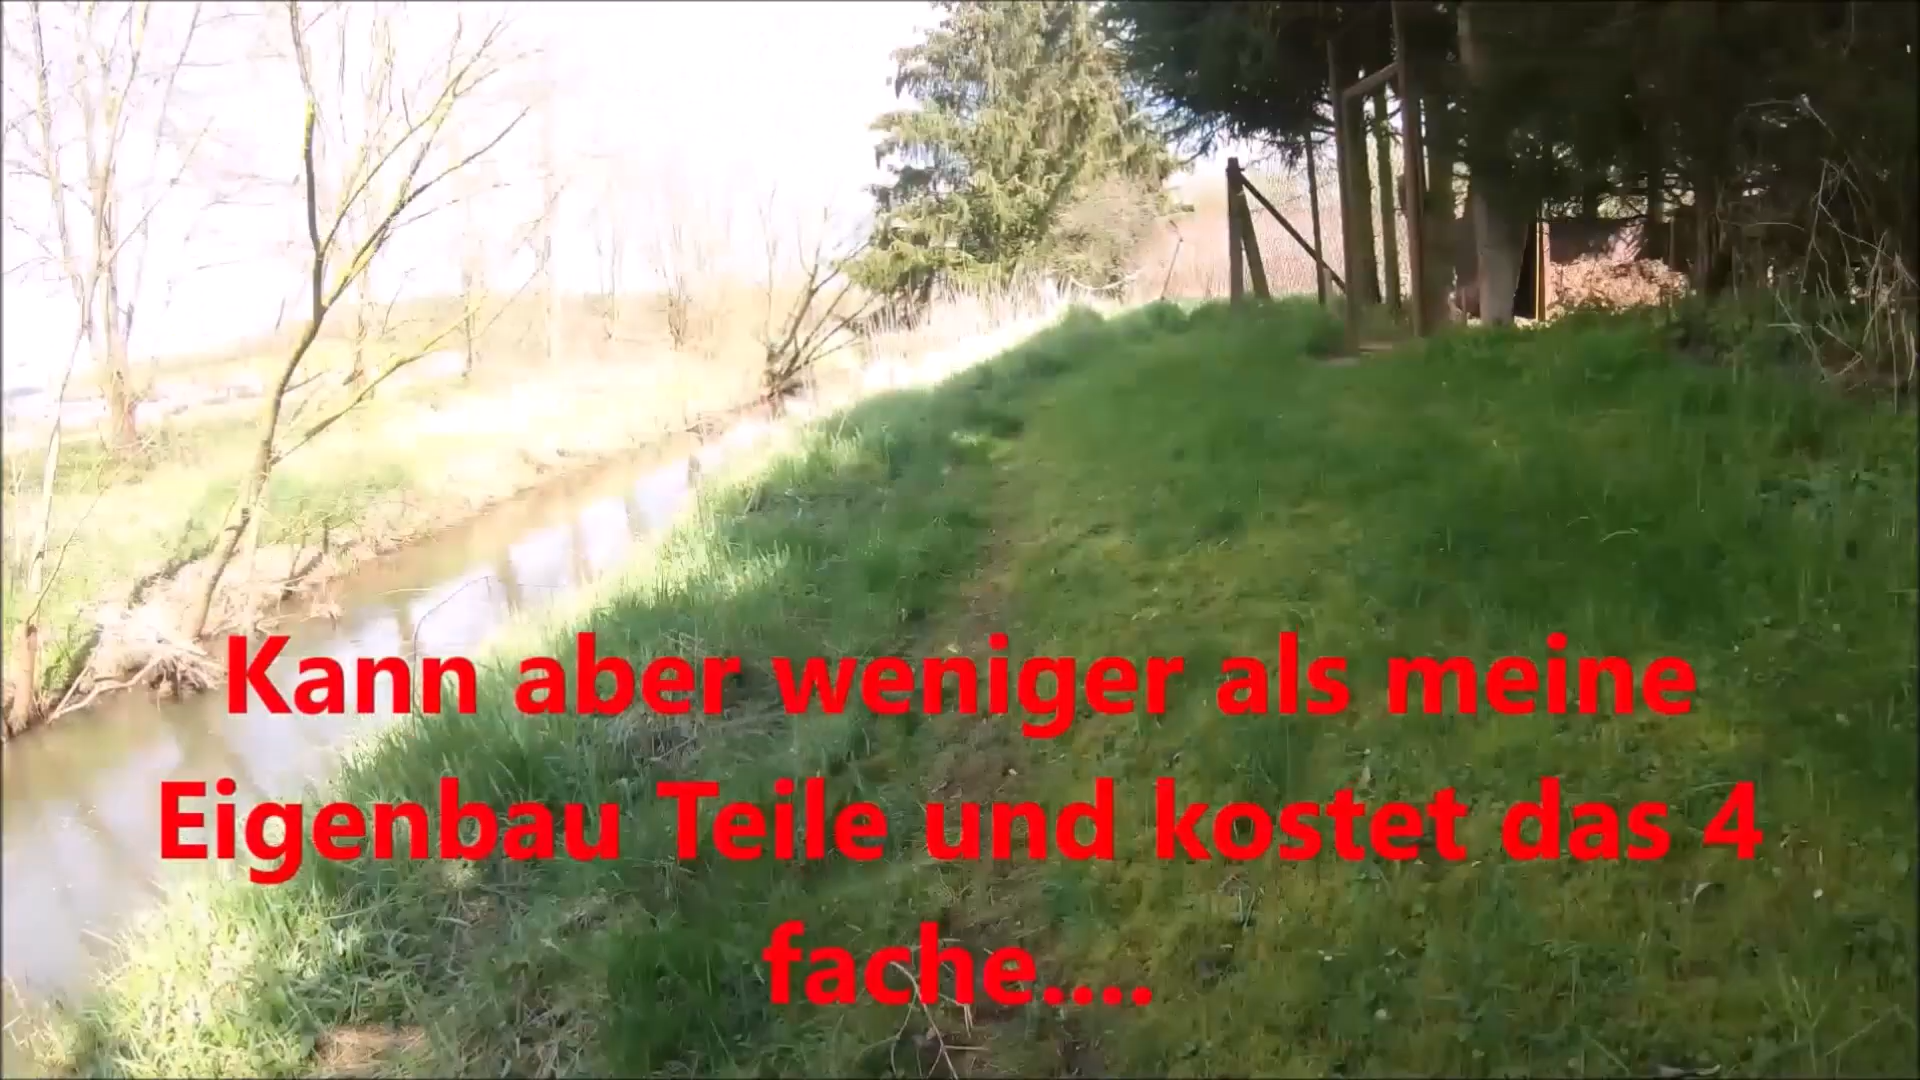 Kann aber weniger als meine
Eigenbau Teile und kostet das 4
fache....